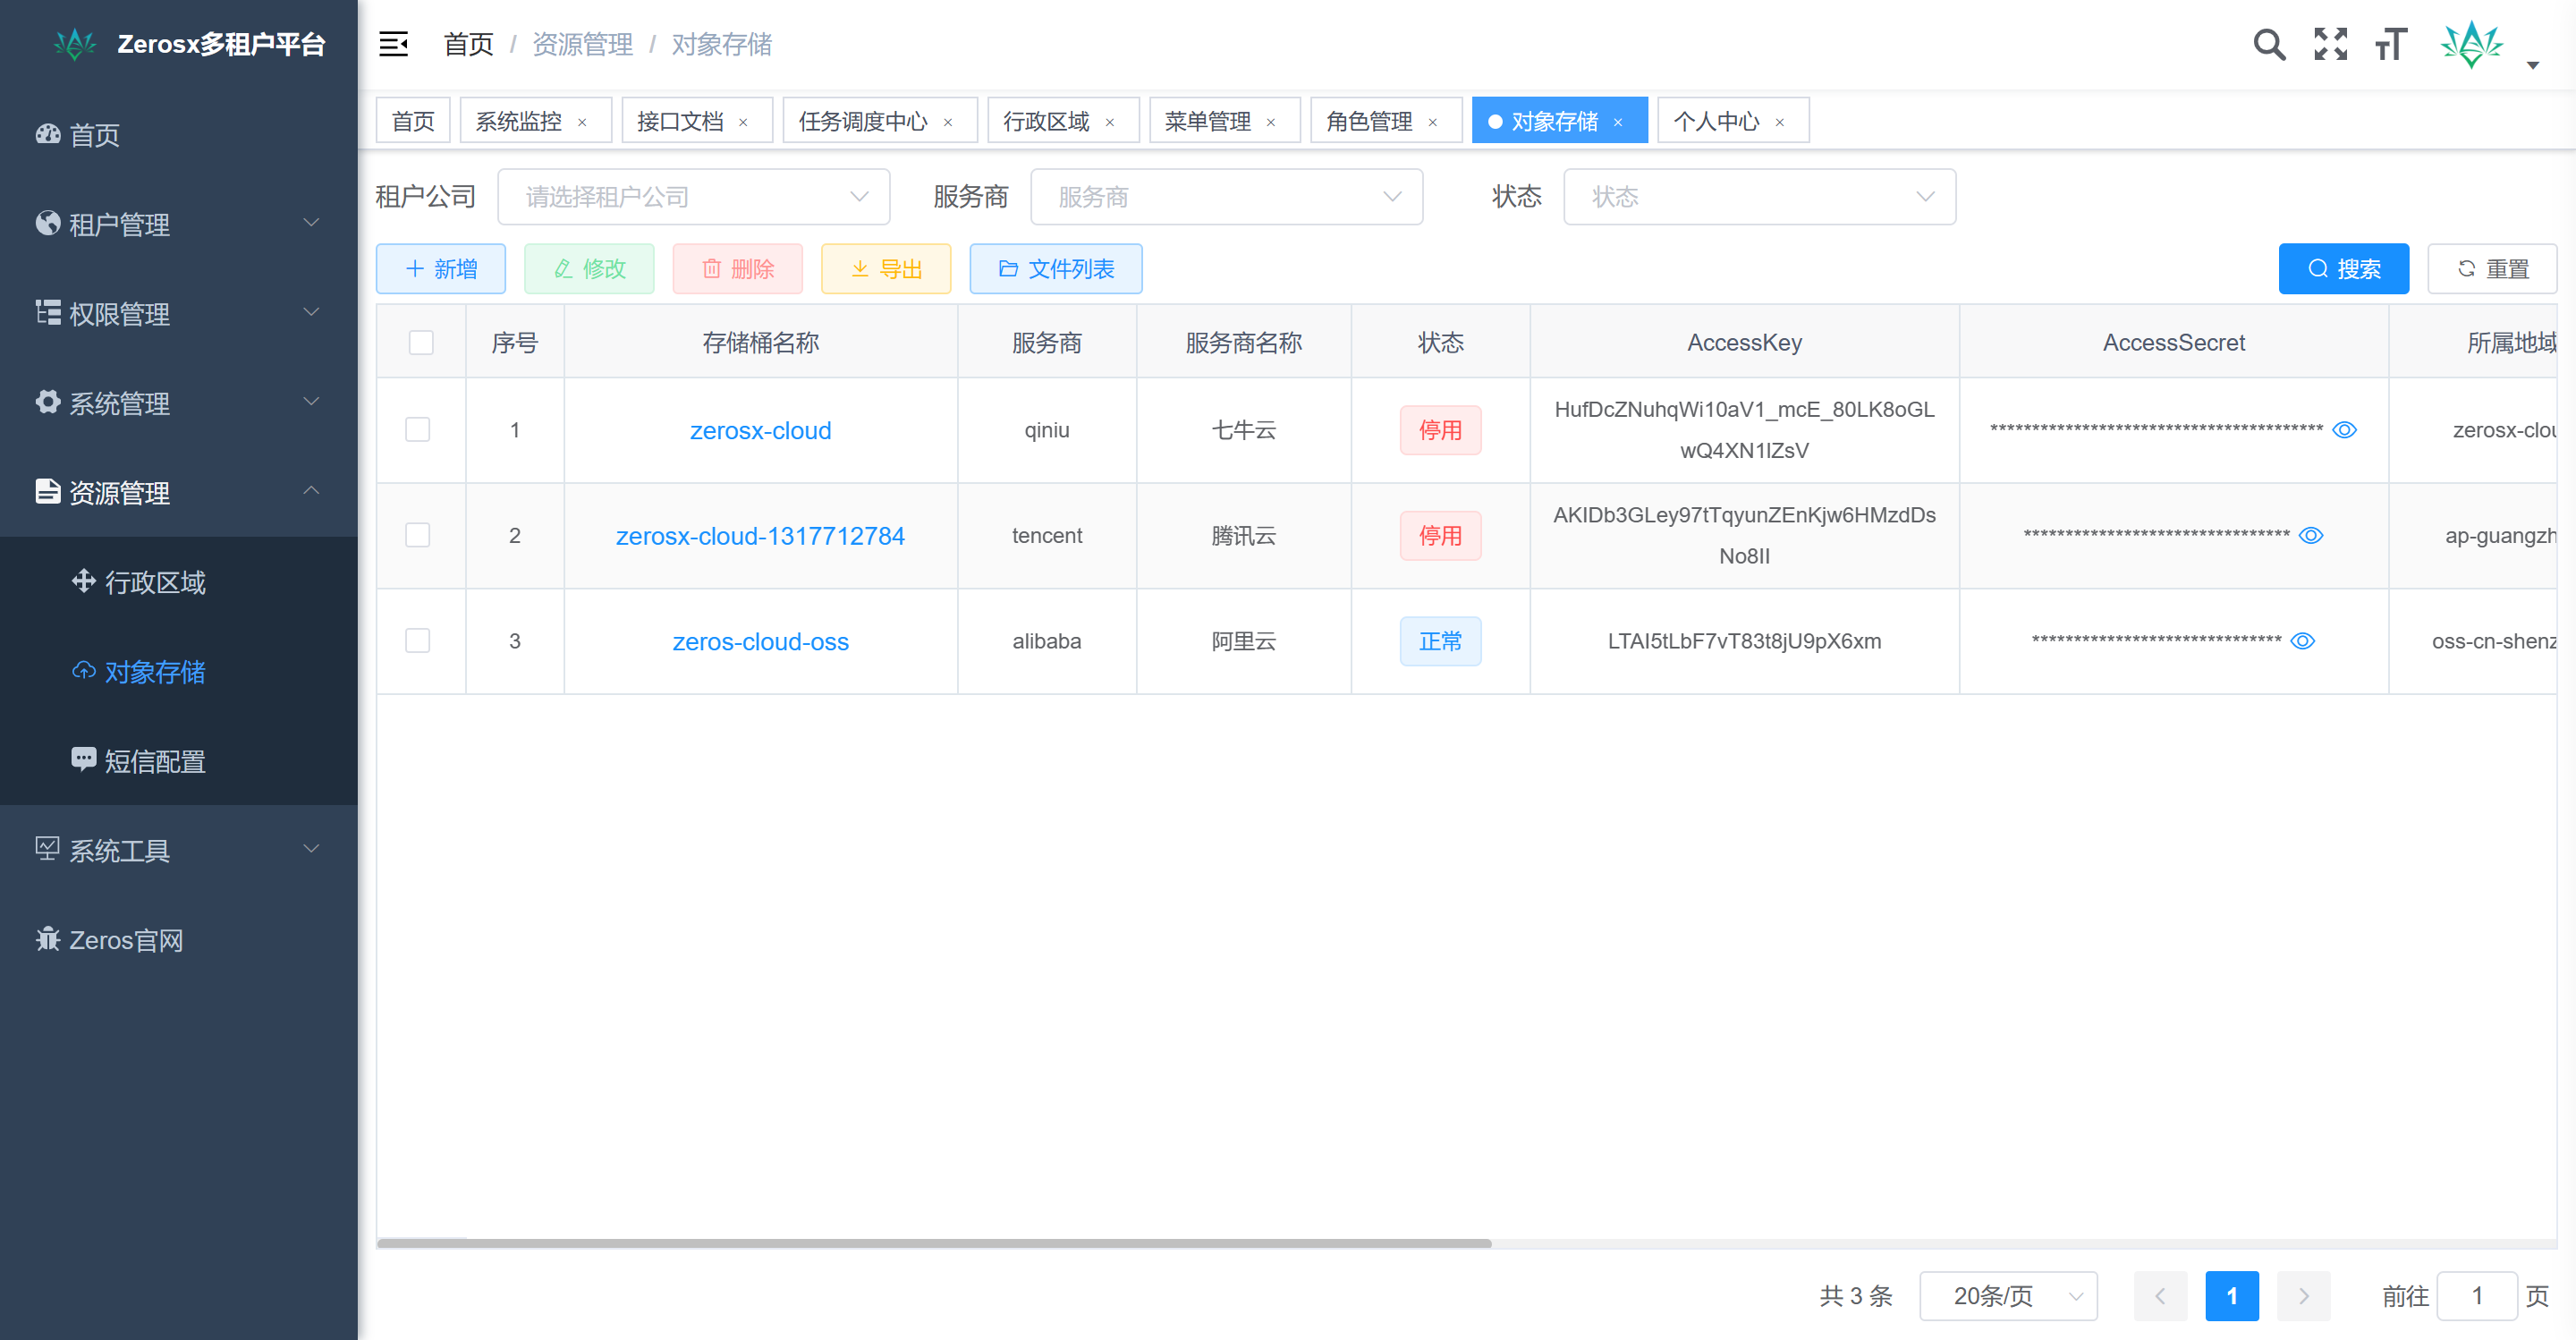 Zerosx多租户平台
首页 / 资源管理 / 对象存储
首页
租户管理
权限管理
系统管理
资源管理
行政区域
对象存储
短信配置
系统工具
Zeros官网
首页 系统监控 × 接口文档 × 任务调度中心 × 行政区域 × 菜单管理 × 角色管理 × 对象存储 × 个人中心 ×
租户公司 请选择租户公司 服务商 服务商 状态 状态
新增 修改 删除 导出 文件列表 搜索 重置
序号 存储桶名称 服务商 服务商名称 状态 AccessKey AccessSecret 所属地域
1 zerosx-cloud qiniu 七牛云 停用 HufDcZNuhqWi10aV1_mcE_80LK8oGL
wQ4XN1IZsV **************************************** zerosx-clou
2 zerosx-cloud-1317712784 tencent 腾讯云 停用 AKIDb3GLey97tTqyunZEnKjw6HMzdDs
No8II ******************************** ap-guangzh
3 zeros-cloud-oss alibaba 阿里云 正常 LTAI5tLbF7vT83t8jU9pX6xm ****************************** oss-cn-shenz
共 3 条 20条/页 1 前往 1 页